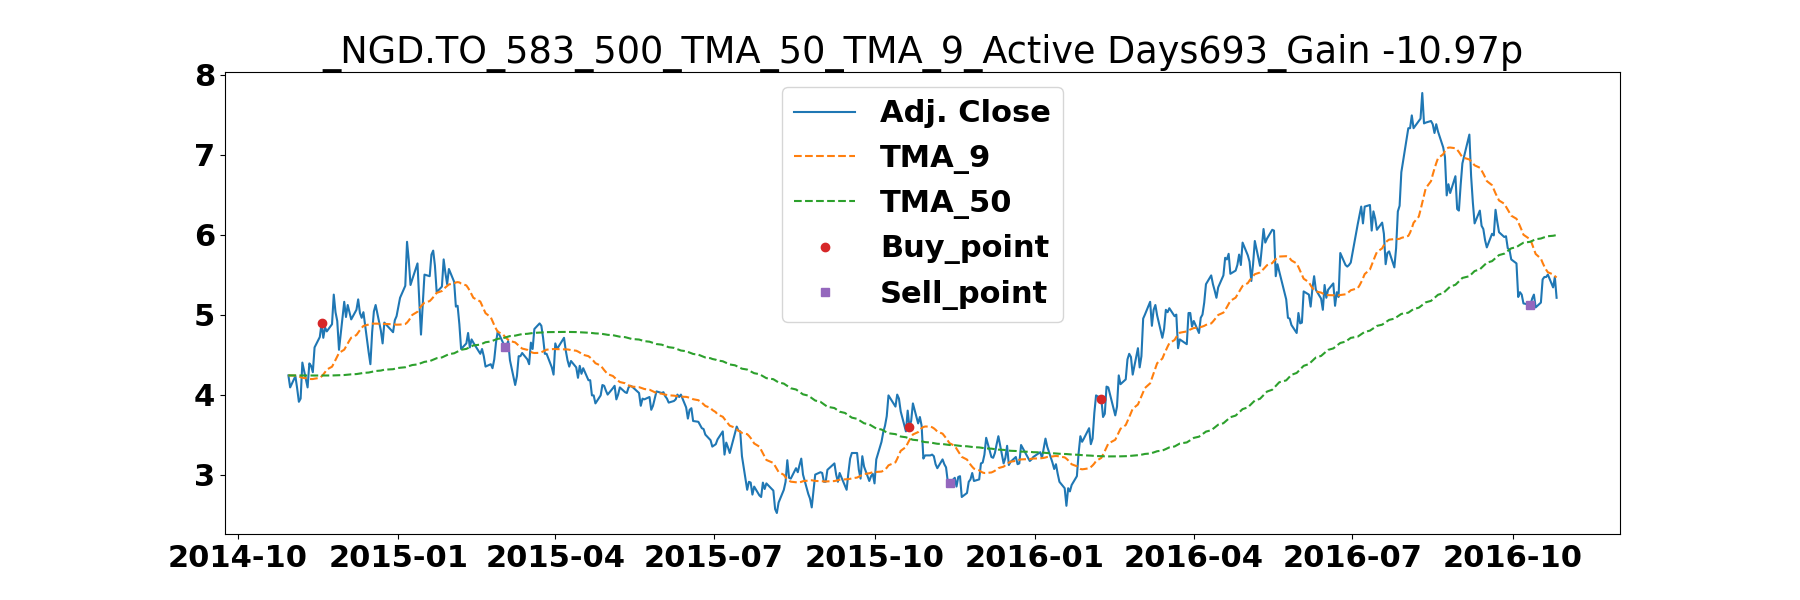 _NGD.TO_583_500_TMA_50_TMA_9_Active Days693_Gain -10.97p
8
7
6
5
4
3
Adj. Close
TMA_9
TMA_50
Buy_point
Sell_point
2014-10 2015-01 2015-04 2015-07 2015-10 2016-01 2016-04 2016-07 2016-10